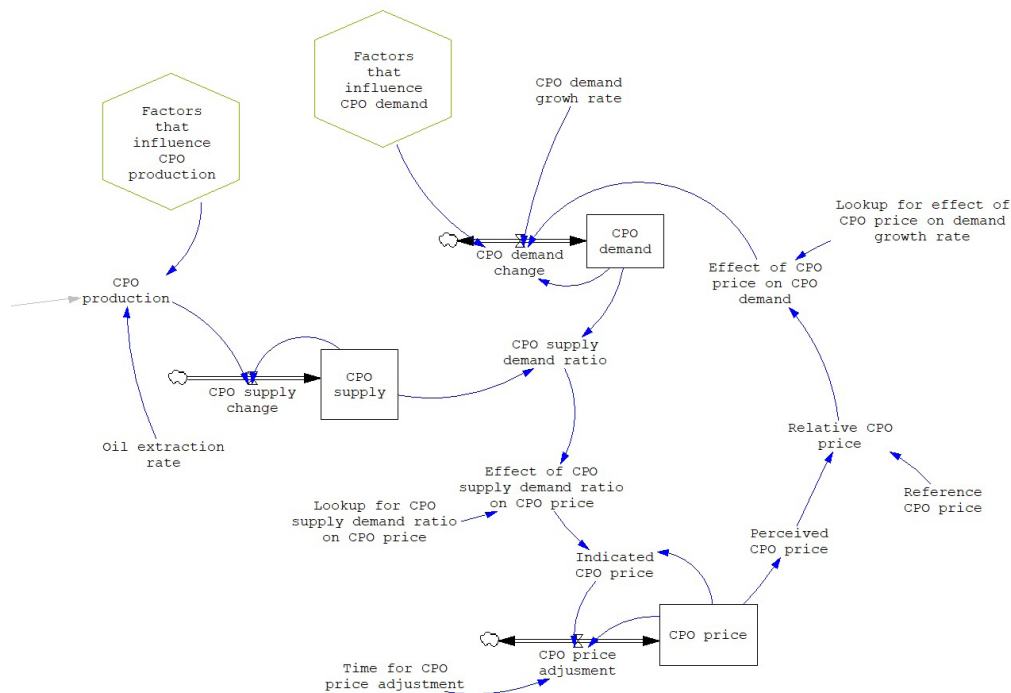 Factors
that
influence
CPO demand
CPO demand
growh rate
Factors
that
influence
CPO
production
Lookup for effect of
CPO price on demand
growth rate
CPO
demand
CPO demand
change
Effect of CPO
price on CPO
demand
CPO
production
CPO supply
demand ratio
CPO
supply
CPO supply
change
Oil extraction
rate
Relative CPO
price
Effect of CPO
supply demand ratio
on CPO price
Reference
CPO price
Lookup for CPO
supply demand ratio
on CPO price
Perceived
CPO price
Indicated
CPO price
CPO price
CPO price
adjusment
Time for CPO
price adjustment